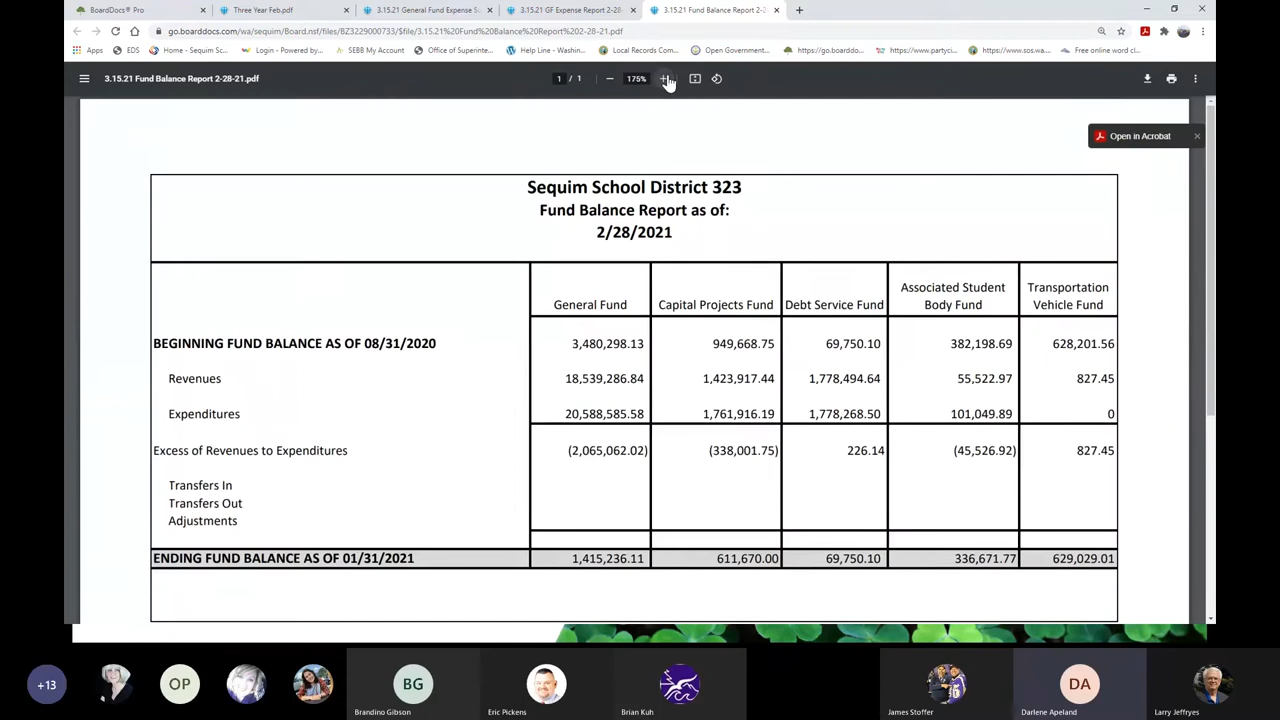 BoardDocs® Pro
Three Year Feb.pdf
3.15.21 General Fund Expense S
3.15.21 GF Expense Report 2-28-
3.15.21 Fund Balance Report 2-2
go.boarddocs.com/wa/sequim/Board.nsf/files/BZ3229000733/$file/3.15.21%20Fund%20Balance%20Report%202-28-21.pdf
Apps
EDS
Home - Sequim Sc...
Login - Powered by...
SEBB My Account
Office of Superinte...
Help Line - Washin...
Local Records Com...
Open Government...
https://go.boarddo...
https://www.partyci...
https://www.sos.wa...
Free online word cl...
3.15.21 Fund Balance Report 2-28-21.pdf
1 / 1
175%
Open in Acrobat
Sequim School District 323
Fund Balance Report as of:
2/28/2021
General Fund
Capital Projects Fund
Debt Service Fund
Associated Student
Body Fund
Transportation
Vehicle Fund
BEGINNING FUND BALANCE AS OF 08/31/2020 3,480,298.13 949,668.75 69,750.10 382,198.69 628,201.56
Revenues 18,539,286.84 1,423,917.44 1,778,494.64 55,522.97 827.45
Expenditures 20,588,585.58 1,761,916.19 1,778,268.50 101,049.89 0
Excess of Revenues to Expenditures (2,065,062.02) (338,001.75) 226.14 (45,526.92) 827.45
Transfers In
Transfers Out
Adjustments
ENDING FUND BALANCE AS OF 01/31/2021 1,415,236.11 611,670.00 69,750.10 336,671.77 629,029.01
+13
OP
BG
Brandino Gibson
Eric Pickens
Brian Kuh
James Stoffer
DA
Darlene Apeland
Larry Jeffryes